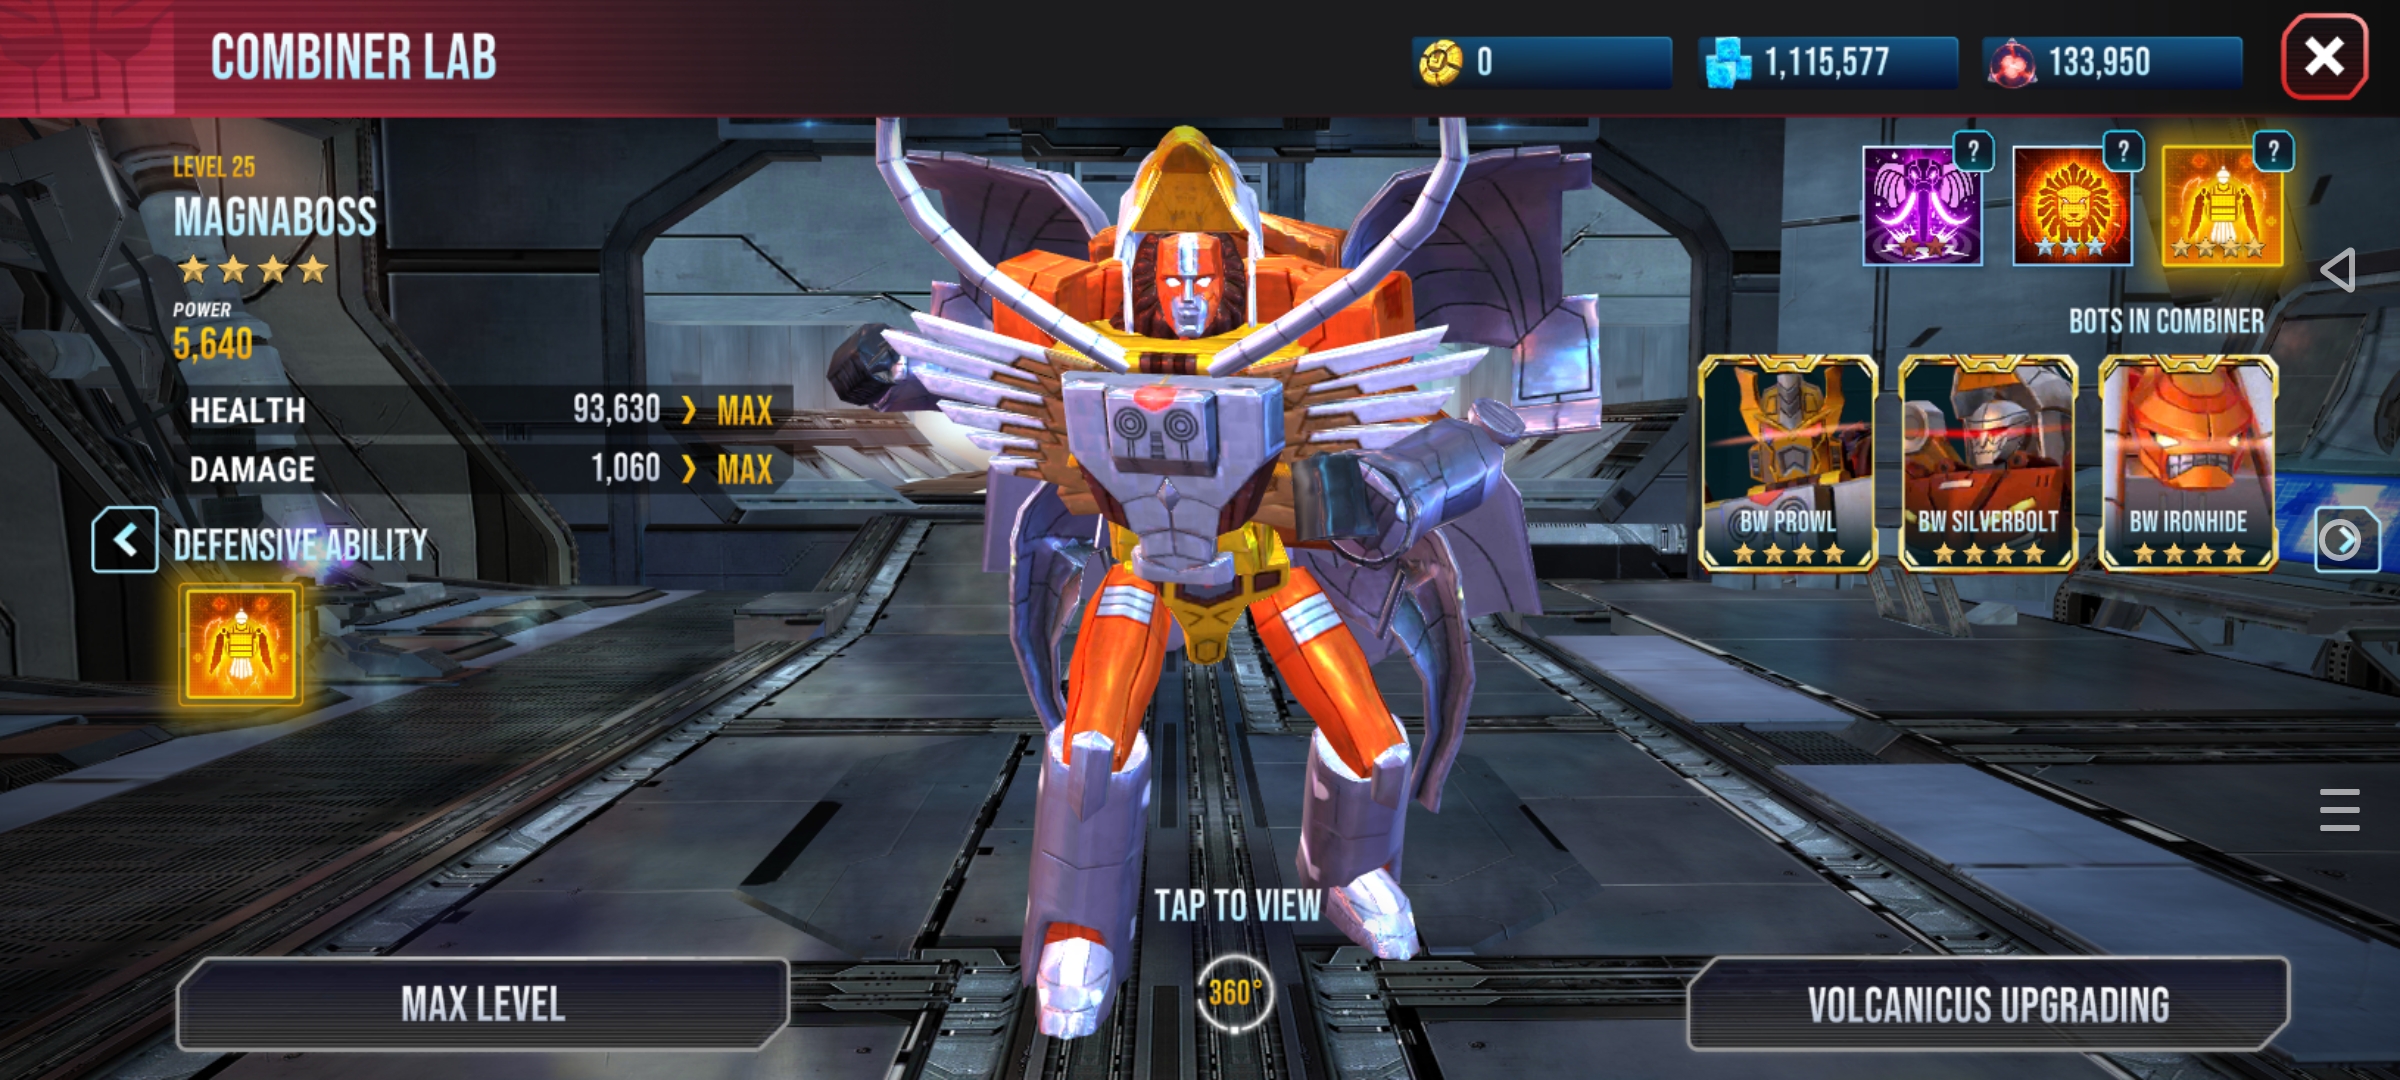 COMBINER LAB
0
1,115,577
133,950
LEVEL 25
MAGNABOSS
POWER
5,640
HEALTH 93,630 > MAX
DAMAGE 1,060 > MAX
DEFENSIVE ABILITY
? ? ?
BOTS IN COMBINER
BW PROWL
BW SILVERBOLT
BW IRONHIDE
TAP TO VIEW
360°
MAX LEVEL
VOLCANICUS UPGRADING